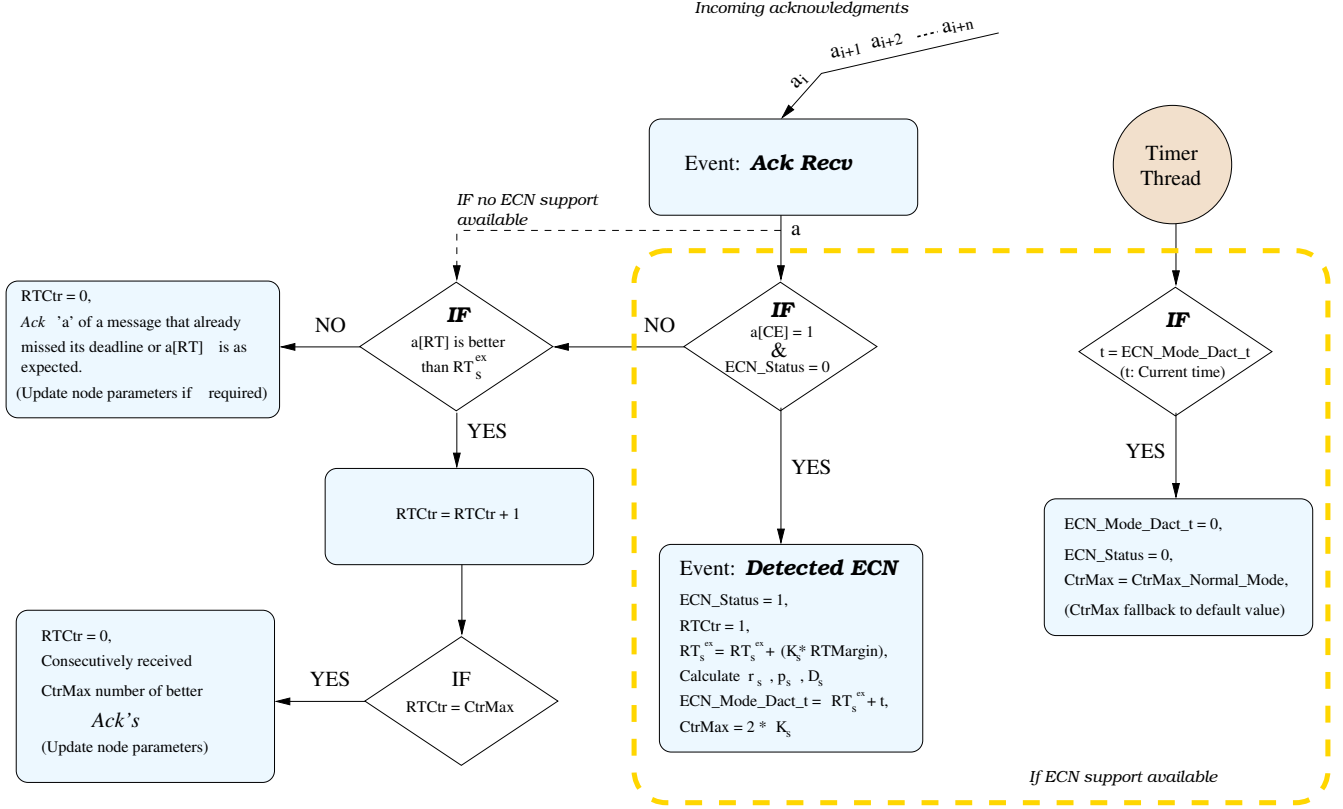 Incoming acknowledgments
a_i a_{i+1} a_{i+2} ---- a_{i+n}
Event: Ack Recv
Timer
Thread
IF no ECN support
available
a
RTCtr = 0,
Ack 'a' of a message that already
missed its deadline or a[RT] is as
expected.
(Update node parameters if required)
NO
IF
a[RT] is better
than RT_s^{ex}
NO
IF
a[CE] = 1
&
ECN_Status = 0
IF
t = ECN_Mode_Dact_t
(t: Current time)
YES
YES
YES
RTCtr = RTCtr + 1
ECN_Mode_Dact_t = 0,
ECN_Status = 0,
CtrMax = CtrMax_Normal_Mode,
(CtrMax fallback to default value)
Event: Detected ECN
ECN_Status = 1,
RTCtr = 1,
RT_s^{ex} = RT_s^{ex} + (K_s* RTMargin),
Calculate r_s , p_s , D_s
ECN_Mode_Dact_t = RT_s^{ex} + t,
CtrMax = 2 * K_s
RTCtr = 0,
Consecutively received
CtrMax number of better
Ack's
(Update node parameters)
YES
IF
RTCtr = CtrMax
If ECN support available